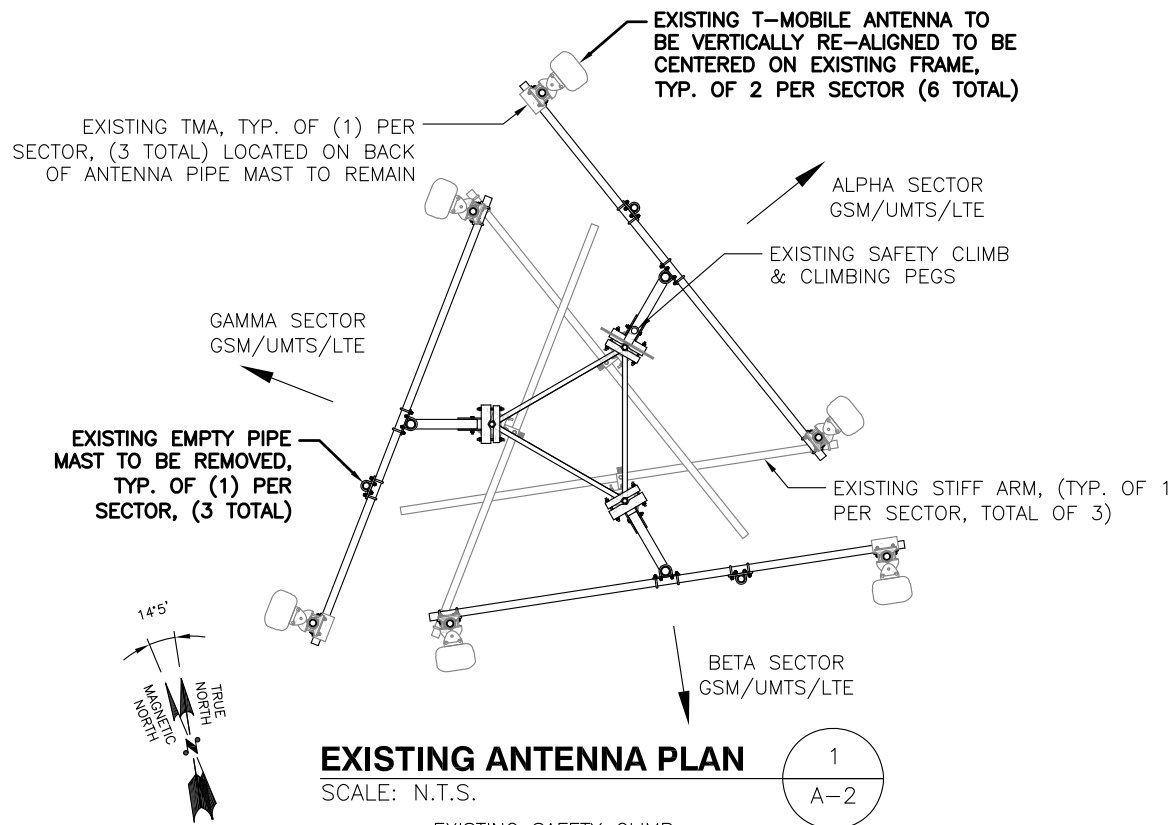 EXISTING T-MOBILE ANTENNA TO
BE VERTICALLY RE-ALIGNED TO BE
CENTERED ON EXISTING FRAME,
TYP. OF 2 PER SECTOR (6 TOTAL)
EXISTING TMA, TYP. OF (1) PER
SECTOR, (3 TOTAL) LOCATED ON BACK
OF ANTENNA PIPE MAST TO REMAIN
ALPHA SECTOR
GSM/UMTS/LTE
EXISTING SAFETY CLIMB
& CLIMBING PEGS
GAMMA SECTOR
GSM/UMTS/LTE
EXISTING EMPTY PIPE
MAST TO BE REMOVED,
TYP. OF (1) PER
SECTOR, (3 TOTAL)
EXISTING STIFF ARM, (TYP. OF 1
PER SECTOR, TOTAL OF 3)
14°5'
TRUE
NORTH
MAGNETIC
NORTH
N
BETA SECTOR
GSM/UMTS/LTE
EXISTING ANTENNA PLAN
SCALE: N.T.S.
1
A-2
EXISTING SAFETY CLIMB